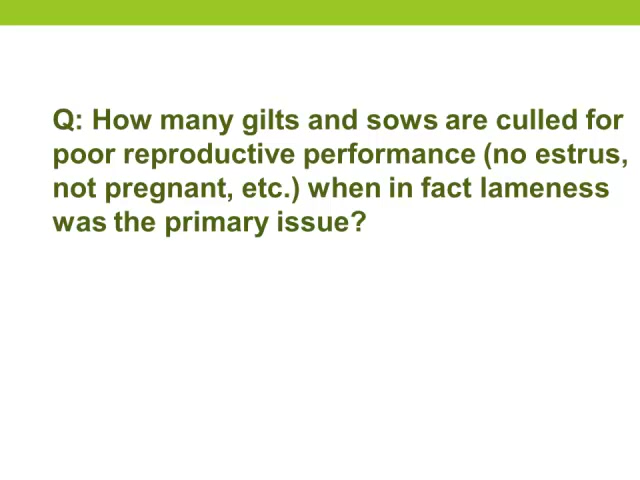 Q: How many gilts and sows are culled for
poor reproductive performance (no estrus,
not pregnant, etc.) when in fact lameness
was the primary issue?